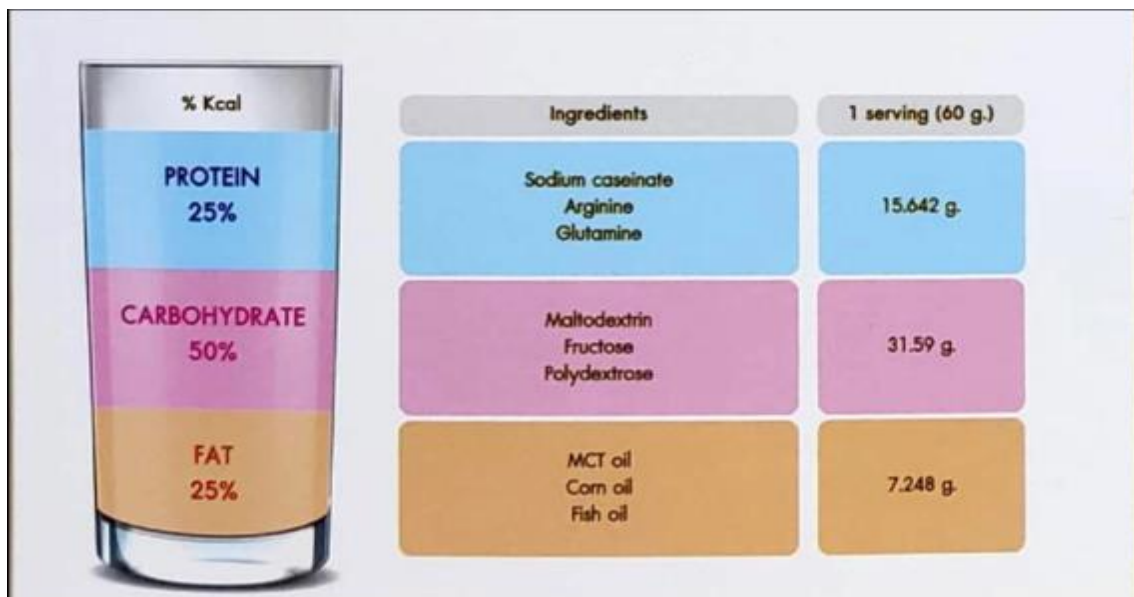 % Kcal
PROTEIN
25%
CARBOHYDRATE
50%
FAT
25%
Ingredients
1 serving (60 g.)
Sodium caseinate
Arginine
Glutamine
15.642 g.
Maltodextrin
Fructose
Polydextrose
31.59 g.
MCT oil
Corn oil
Fish oil
7.248 g.